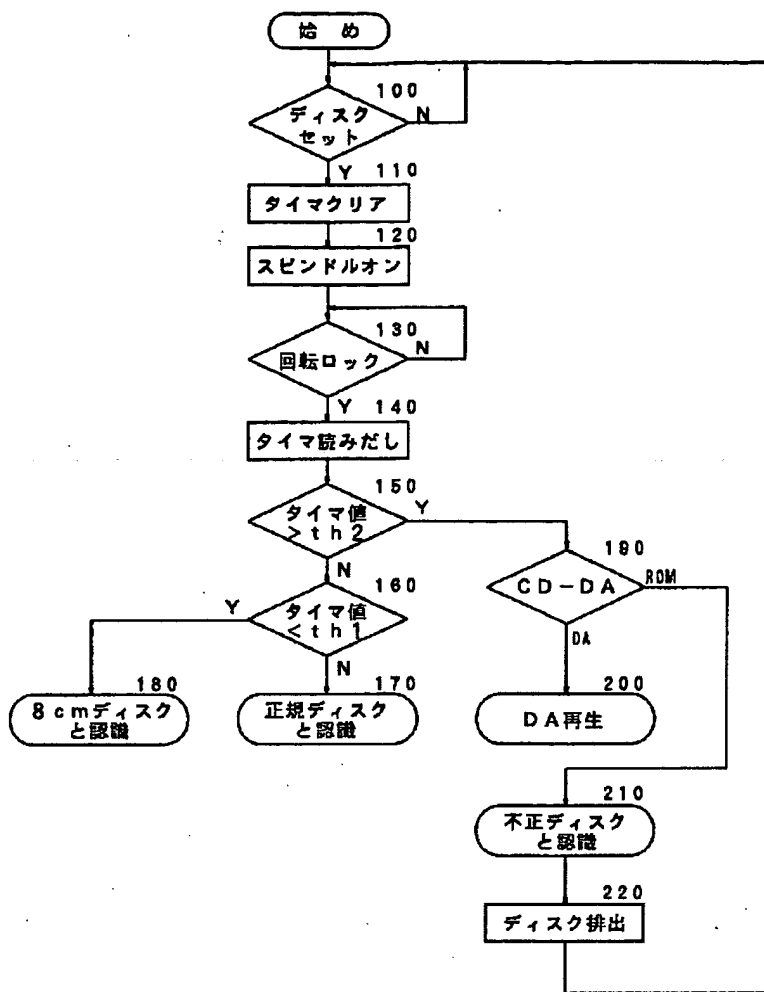 始め
100
ディスク
セット
N
Y
110
タイマクリア
120
スピンドルオン
130
回転ロック
N
Y
140
タイマ読みだし
150
タイマ値
>th2
Y
N
160
タイマ値
<th1
Y
N
190
CD-DA
ROM
DA
180
8cmディスク
と認識
170
正規ディスク
と認識
200
DA再生
210
不正ディスク
と認識
220
ディスク排出